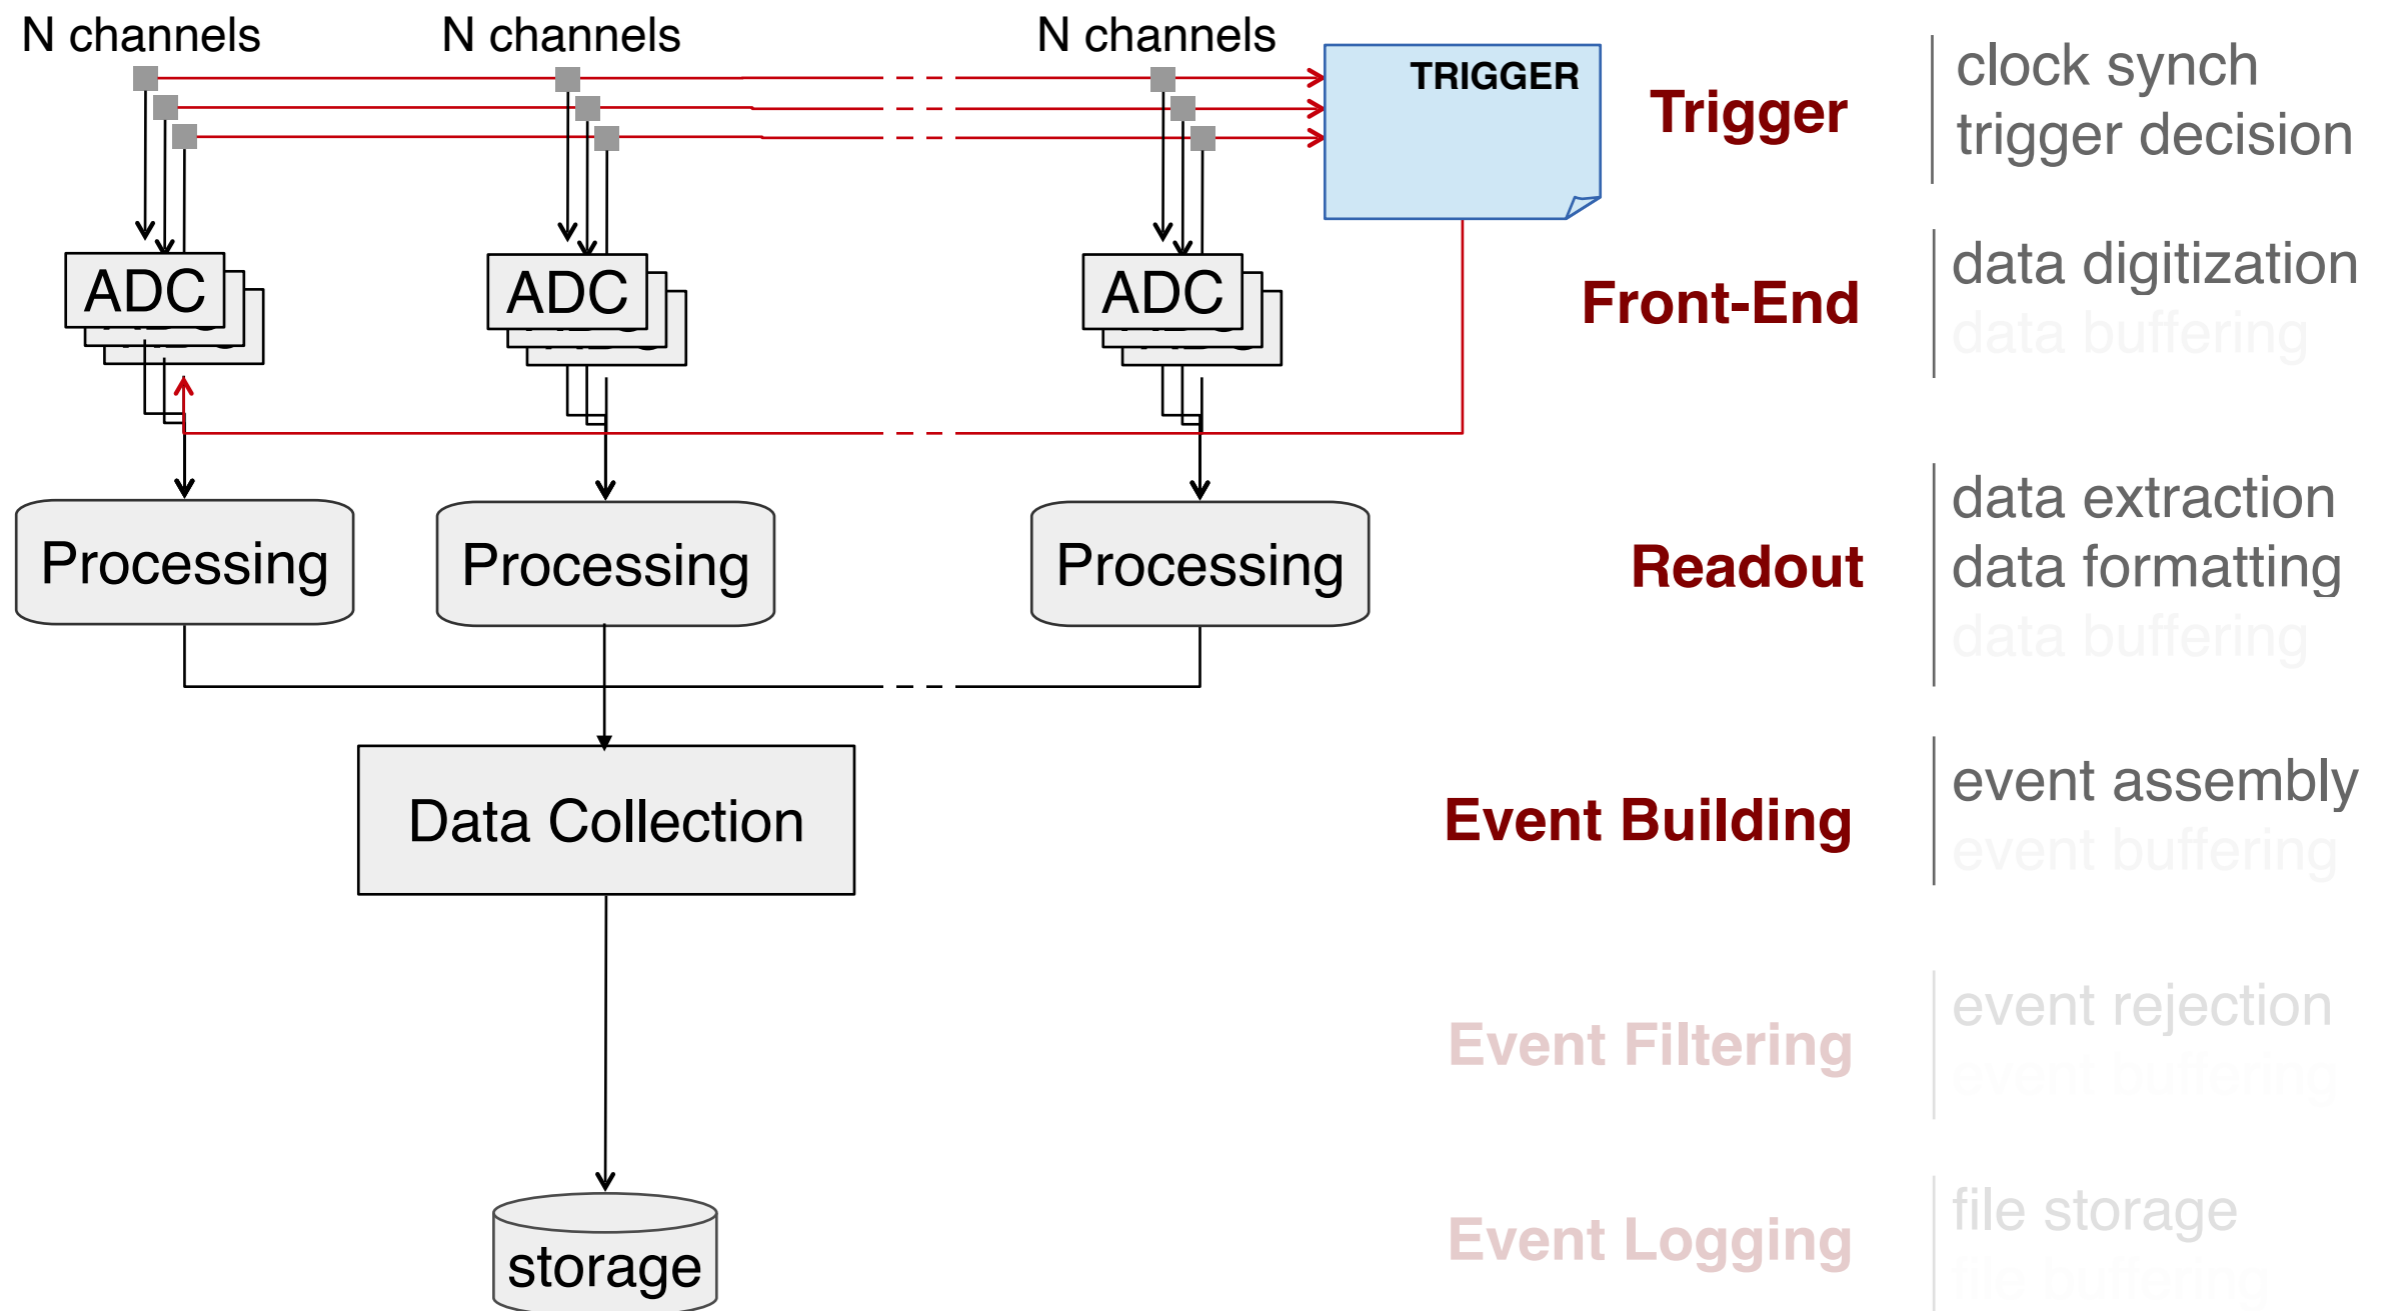 N channels
N channels
N channels
TRIGGER
Trigger
clock synch
trigger decision
ADC
ADC
ADC
Front-End
data digitization
data buffering
Processing
Processing
Processing
Readout
data extraction
data formatting
data buffering
Data Collection
Event Building
event assembly
event buffering
Event Filtering
event rejection
event buffering
storage
Event Logging
file storage
file buffering